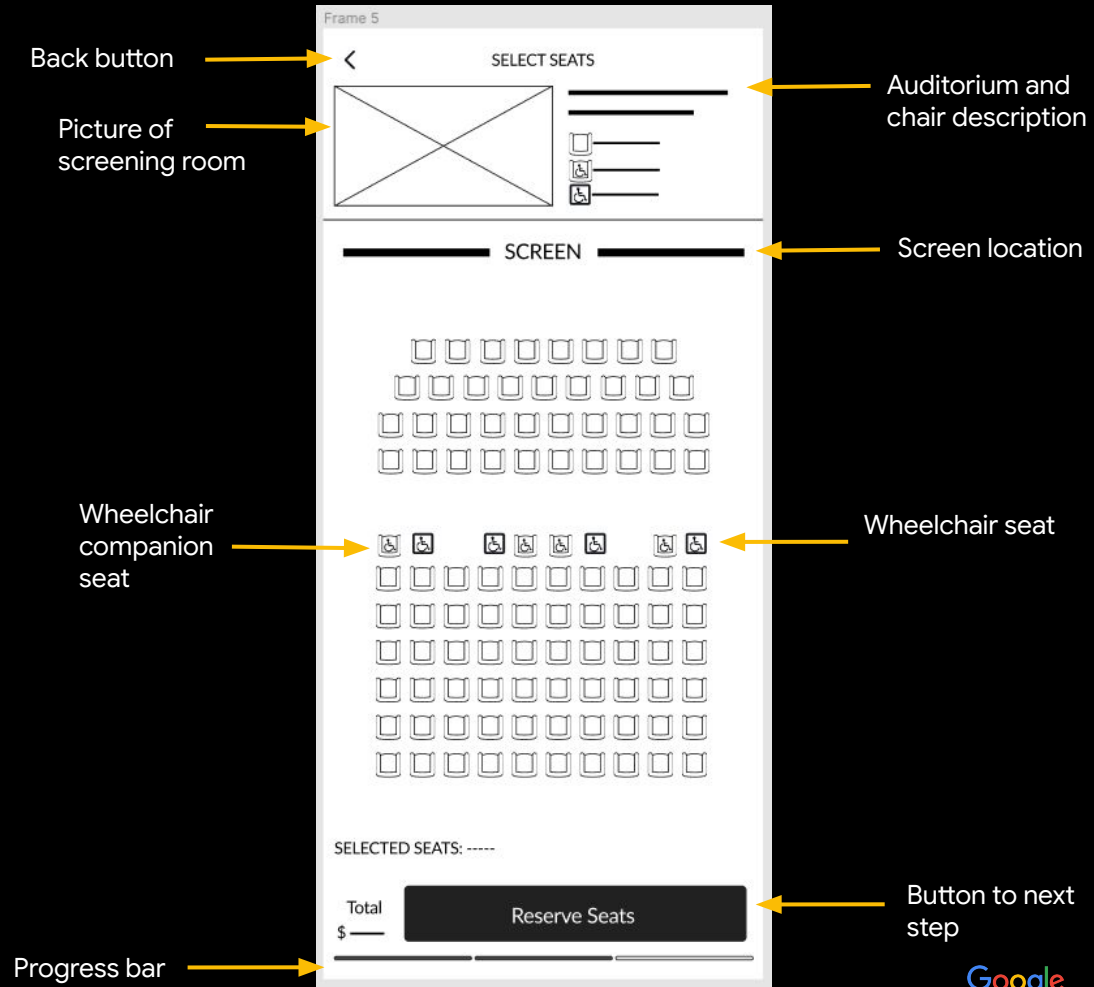 Frame 5
Back button
SELECT SEATS
Auditorium and
chair description
Picture of
screening room
SCREEN
Screen location
Wheelchair
companion
seat
Wheelchair seat
SELECTED SEATS: -----
Total
$
Reserve Seats
Button to next
step
Progress bar
Google